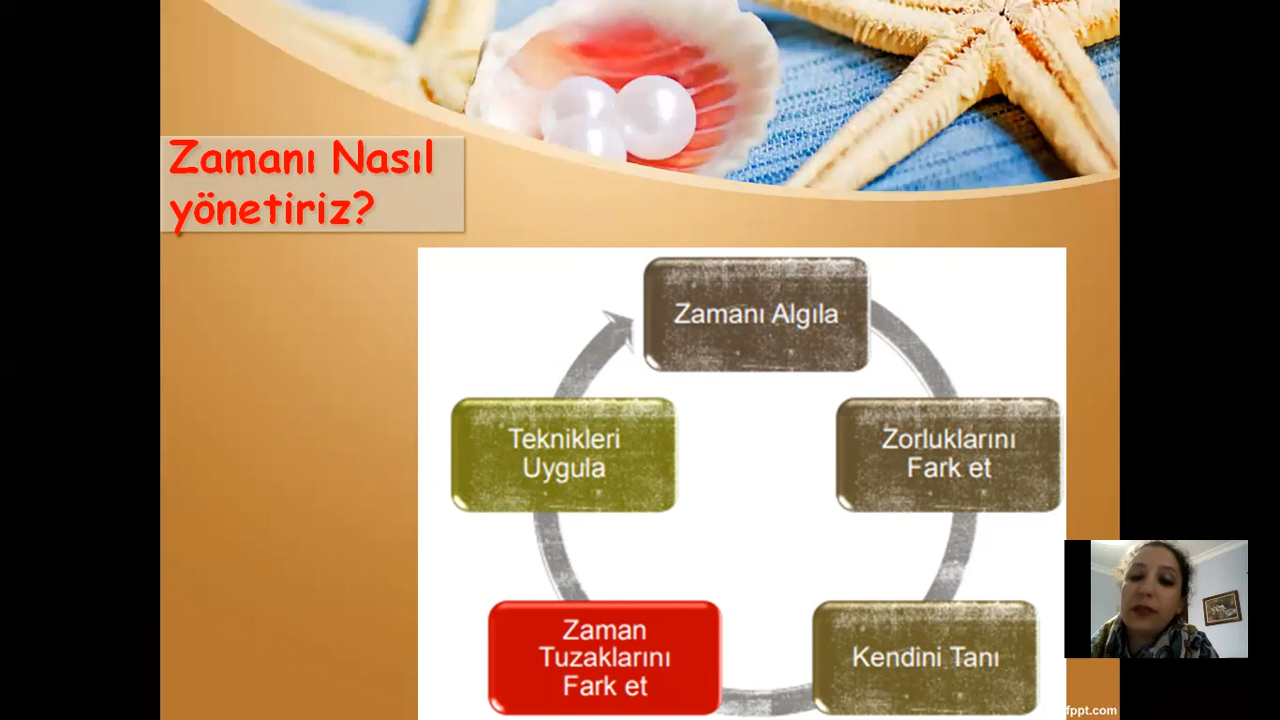 Zamanı Nasıl
yönetiriz?
Zamanı Algıla
Zorluklarını
Fark et
Kendini Tanı
Zaman
Tuzaklarını
Fark et
Teknikleri
Uygula
fppt.com